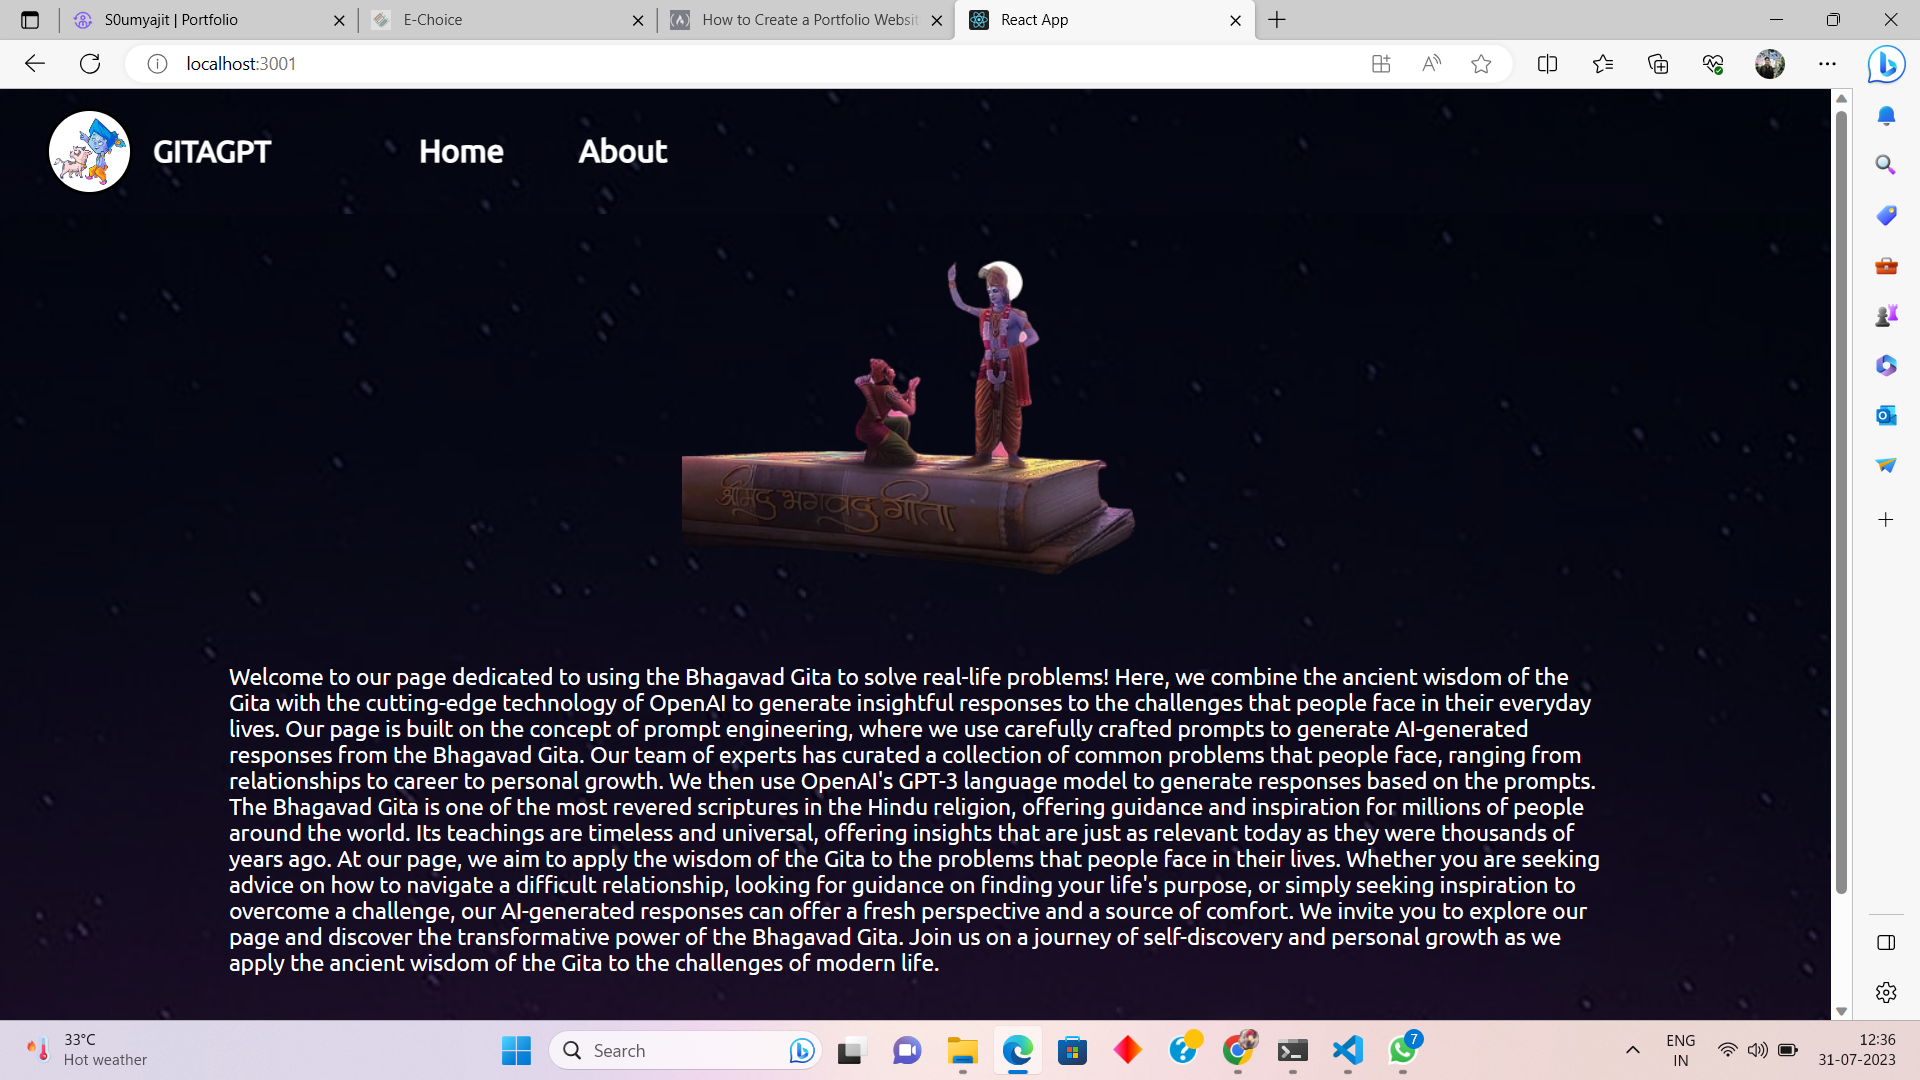 S0umyajit | Portfolio
E-Choice
How to Create a Portfolio Websit
React App
localhost:3001
GITAGPT
Home
About
श्रीमद् भगवद् गीता
Welcome to our page dedicated to using the Bhagavad Gita to solve real-life problems! Here, we combine the ancient wisdom of the
Gita with the cutting-edge technology of OpenAI to generate insightful responses to the challenges that people face in their everyday
lives. Our page is built on the concept of prompt engineering, where we use carefully crafted prompts to generate AI-generated
responses from the Bhagavad Gita. Our team of experts has curated a collection of common problems that people face, ranging from
relationships to career to personal growth. We then use OpenAI's GPT-3 language model to generate responses based on the prompts.
The Bhagavad Gita is one of the most revered scriptures in the Hindu religion, offering guidance and inspiration for millions of people
around the world. Its teachings are timeless and universal, offering insights that are just as relevant today as they were thousands of
years ago. At our page, we aim to apply the wisdom of the Gita to the problems that people face in their lives. Whether you are seeking
advice on how to navigate a difficult relationship, looking for guidance on finding your life's purpose, or simply seeking inspiration to
overcome a challenge, our AI-generated responses can offer a fresh perspective and a source of comfort. We invite you to explore our
page and discover the transformative power of the Bhagavad Gita. Join us on a journey of self-discovery and personal growth as we
apply the ancient wisdom of the Gita to the challenges of modern life.
33°C
Hot weather
Search
7
ENG
IN
12:36
31-07-2023